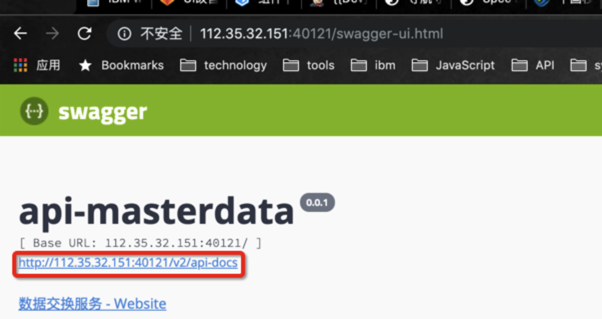 不安全 112.35.32.151:40121/swagger-ui.html
应用 Bookmarks technology tools ibm JavaScript API
{···} swagger
api-masterdata 0.0.1
[ Base URL: 112.35.32.151:40121/ ]
http://112.35.32.151:40121/v2/api-docs
数据交换服务 - Website